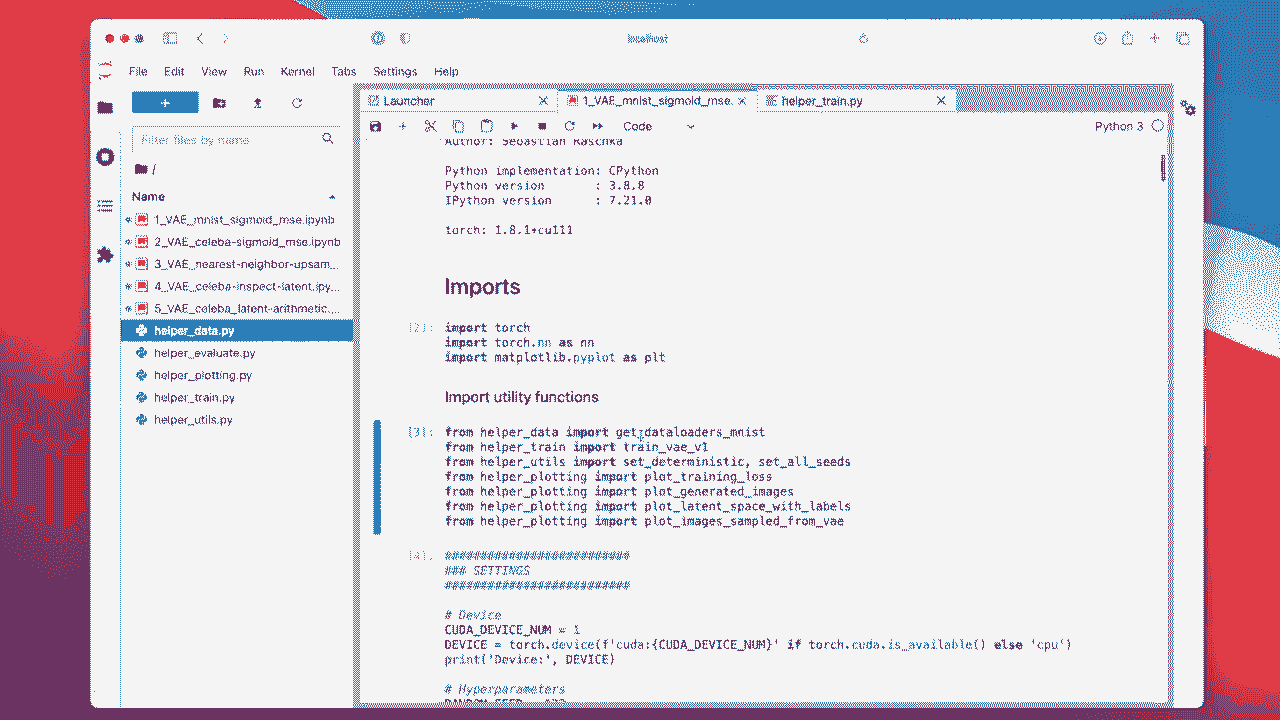 localhost
File Edit View Run Kernel Tabs Settings Help
+
Filter files by name
/
Name
1_VAE_mnist_sigmoid_mse.ipynb
2_VAE_celeba-sigmoid_mse.ipynb
3_VAE_nearest-neighbor-upsam...
4_VAE_celeba-inspect-latent.ipy...
5_VAE_celeba_latent-arithmetic....
helper_data.py
helper_evaluate.py
helper_plotting.py
helper_train.py
helper_utils.py
Launcher 1_VAE_mnist_sigmoid_mse. helper_train.py
Code Python 3
Author: Sebastian Raschka
Python implementation: CPython
Python version : 3.8.8
IPython version : 7.21.0
torch: 1.8.1+cu111
Imports
[2]: import torch
import torch.nn as nn
import matplotlib.pyplot as plt
Import utility functions
[3]: from helper_data import get_dataloaders_mnist
from helper_train import train_vae_v1
from helper_utils import set_deterministic, set_all_seeds
from helper_plotting import plot_training_loss
from helper_plotting import plot_generated_images
from helper_plotting import plot_latent_space_with_labels
from helper_plotting import plot_images_sampled_from_vae
[4]: ##########################
### SETTINGS
##########################
# Device
CUDA_DEVICE_NUM = 1
DEVICE = torch.device(f'cuda:{CUDA_DEVICE_NUM}' if torch.cuda.is_available() else 'cpu')
print('Device:', DEVICE)
# Hyperparameters